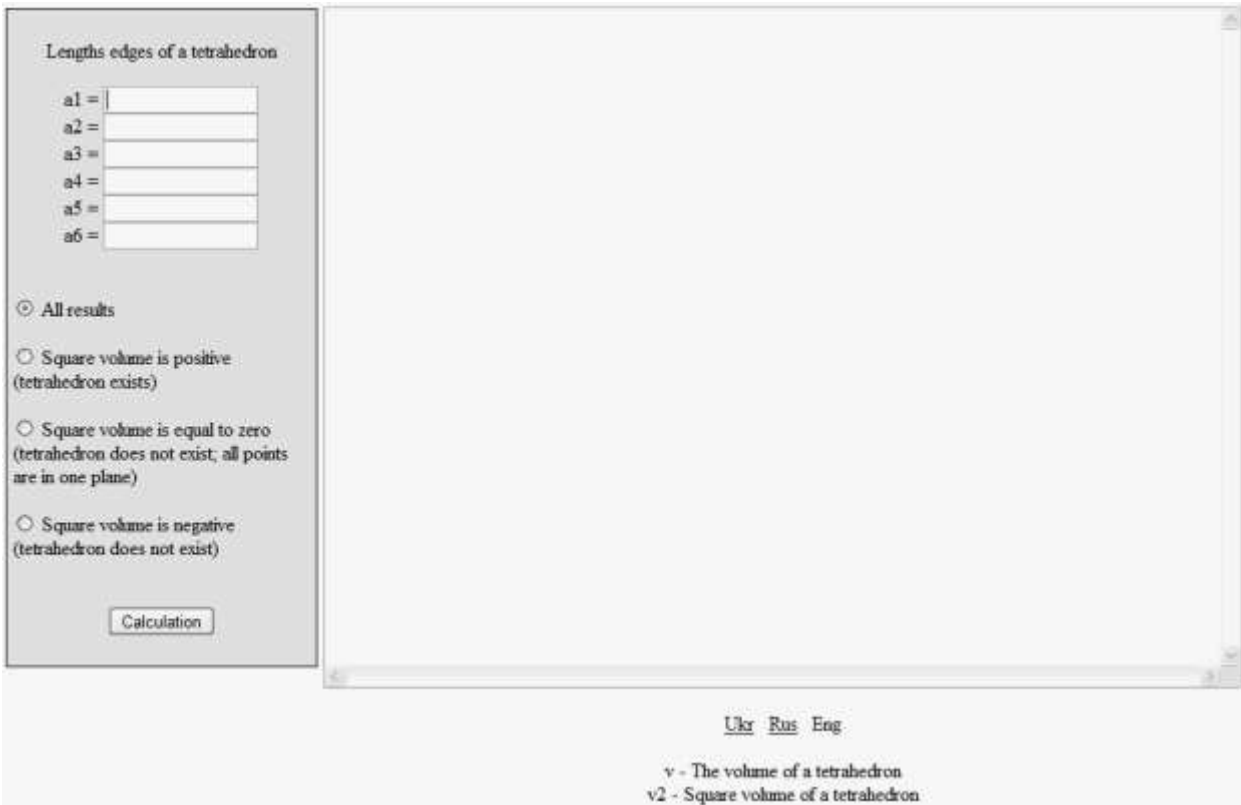 Lengths edges of a tetrahedron
a1 =
a2 =
a3 =
a4 =
a5 =
a6 =
All results
Square volume is positive
(tetrahedron exists)
Square volume is equal to zero
(tetrahedron does not exist; all points
are in one plane)
Square volume is negative
(tetrahedron does not exist)
Calculation
Ukr Rus Eng
v - The volume of a tetrahedron
v2 - Square volume of a tetrahedron